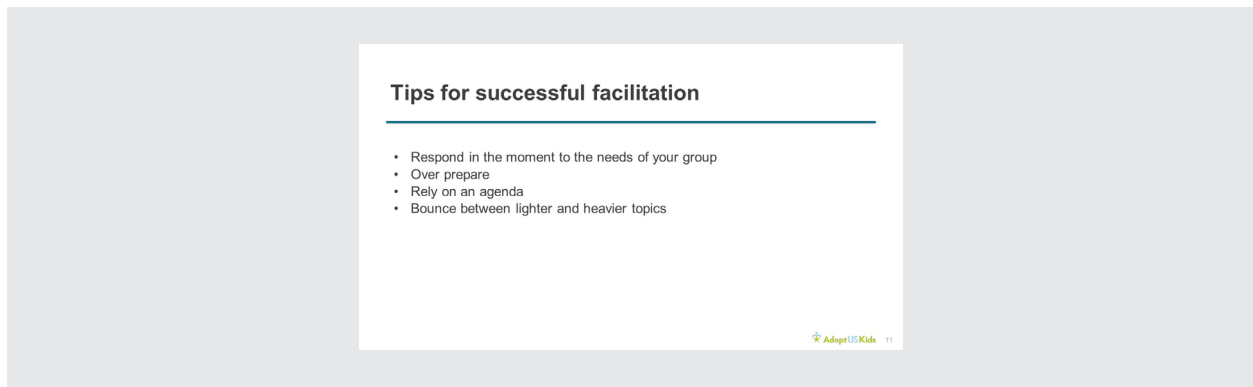 Tips for successful facilitation
• Respond in the moment to the needs of your group
• Over prepare
• Rely on an agenda
• Bounce between lighter and heavier topics
AdoptUSKids 11